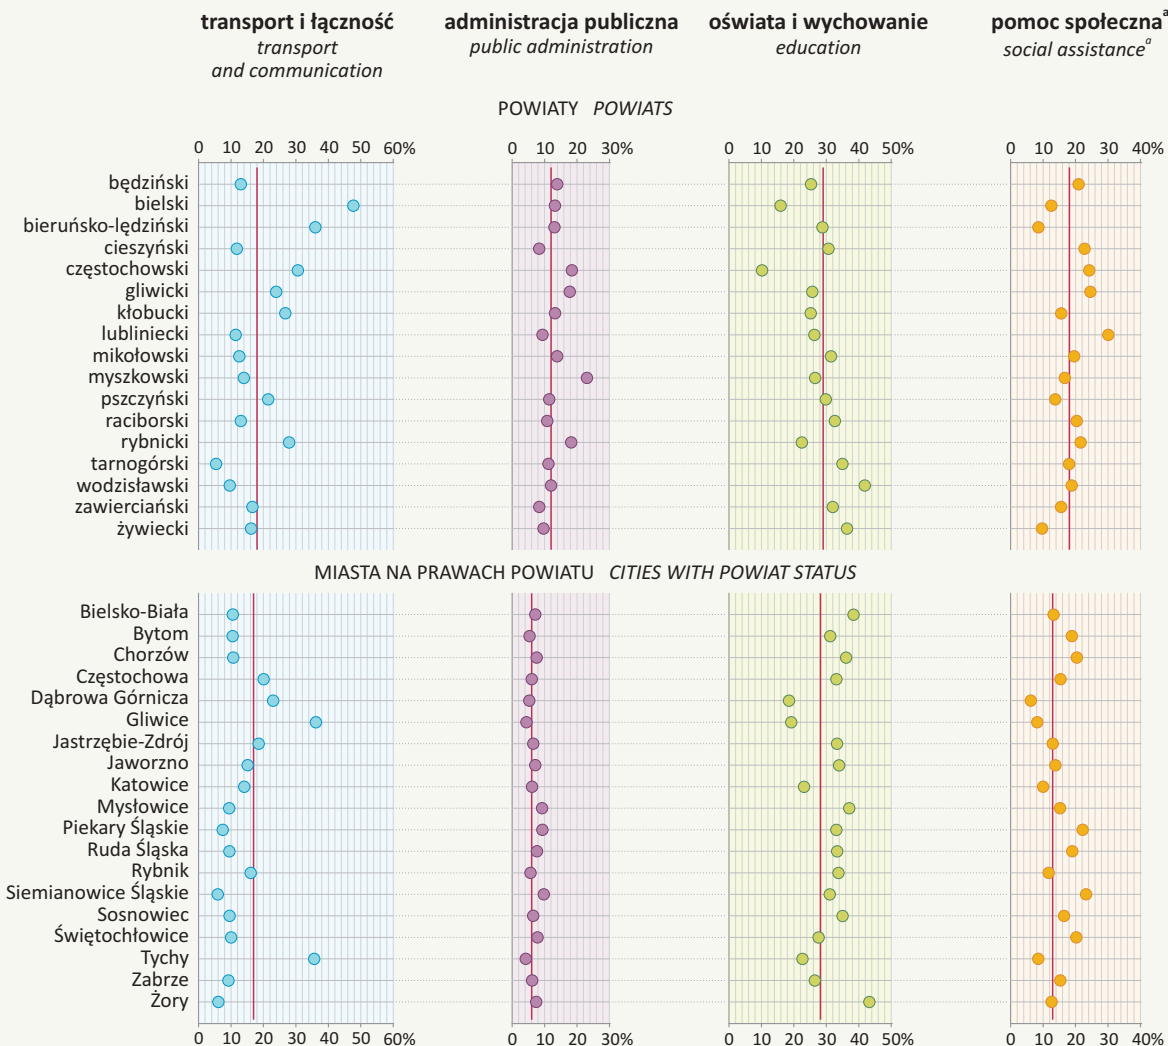 transport i łączność
transport
and communication
administracja publiczna
public administration
oświata i wychowanie
education
pomoc społeczna a
social assistance a
POWIATY POWIATS
0 10 20 30 40 50 60%
0 10 20 30%
0 10 20 30 40 50%
0 10 20 30 40%
będziński
bielski
bieruńsko-lędziński
cieszyński
częstochowski
gliwicki
kłobucki
lubliniecki
mikołowski
myszkowski
pszczyński
raciborski
rybnicki
tarnogórski
wodzisławski
zawierciański
żywiecki
MIASTA NA PRAWACH POWIATU CITIES WITH POWIAT STATUS
Bielsko-Biała
Bytom
Chorzów
Częstochowa
Dąbrowa Górnicza
Gliwice
Jastrzębie-Zdrój
Jaworzno
Katowice
Mysłowice
Piekary Śląskie
Ruda Śląska
Rybnik
Siemianowice Śląskie
Sosnowiec
Świętochłowice
Tychy
Zabrze
Żory
0 10 20 30 40 50 60%
0 10 20 30%
0 10 20 30 40 50%
0 10 20 30 40%